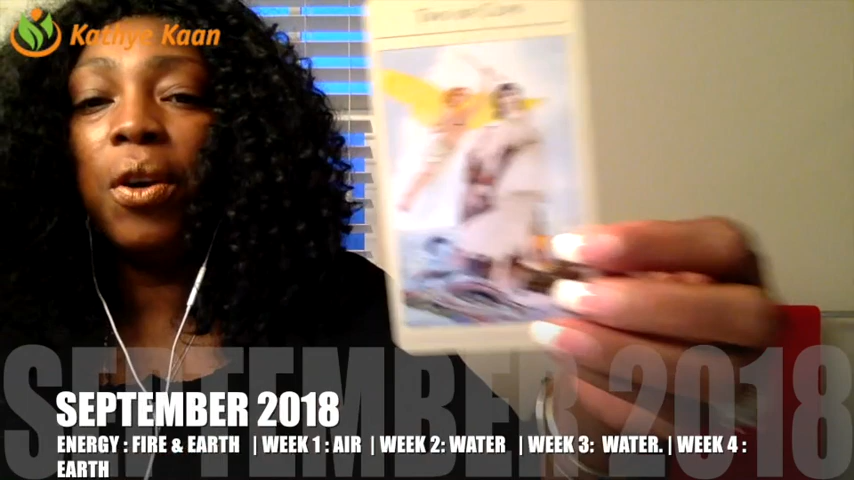 Kathye Kaan
SEPTEMBER 2018
SEPTEMBER 2018
ENERGY : FIRE & EARTH | WEEK 1 : AIR | WEEK 2: WATER | WEEK 3: WATER. | WEEK 4 :
EARTH